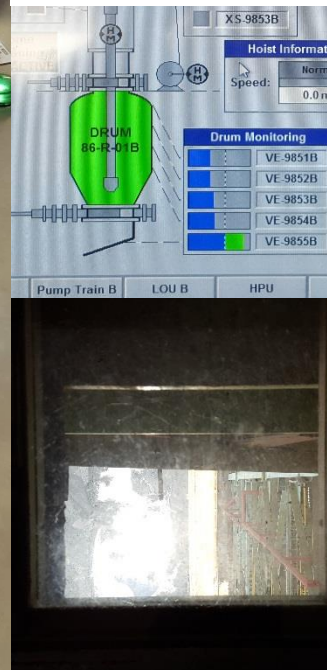 XS-9853B
Hoist Informat
Norm
Speed:
0.0 m
H
M
H
M
DRUM
86-R-01B
Drum Monitoring
VE-9851B
VE-9852B
VE-9853B
VE-9854B
VE-9855B
Pump Train B
LOU B
HPU